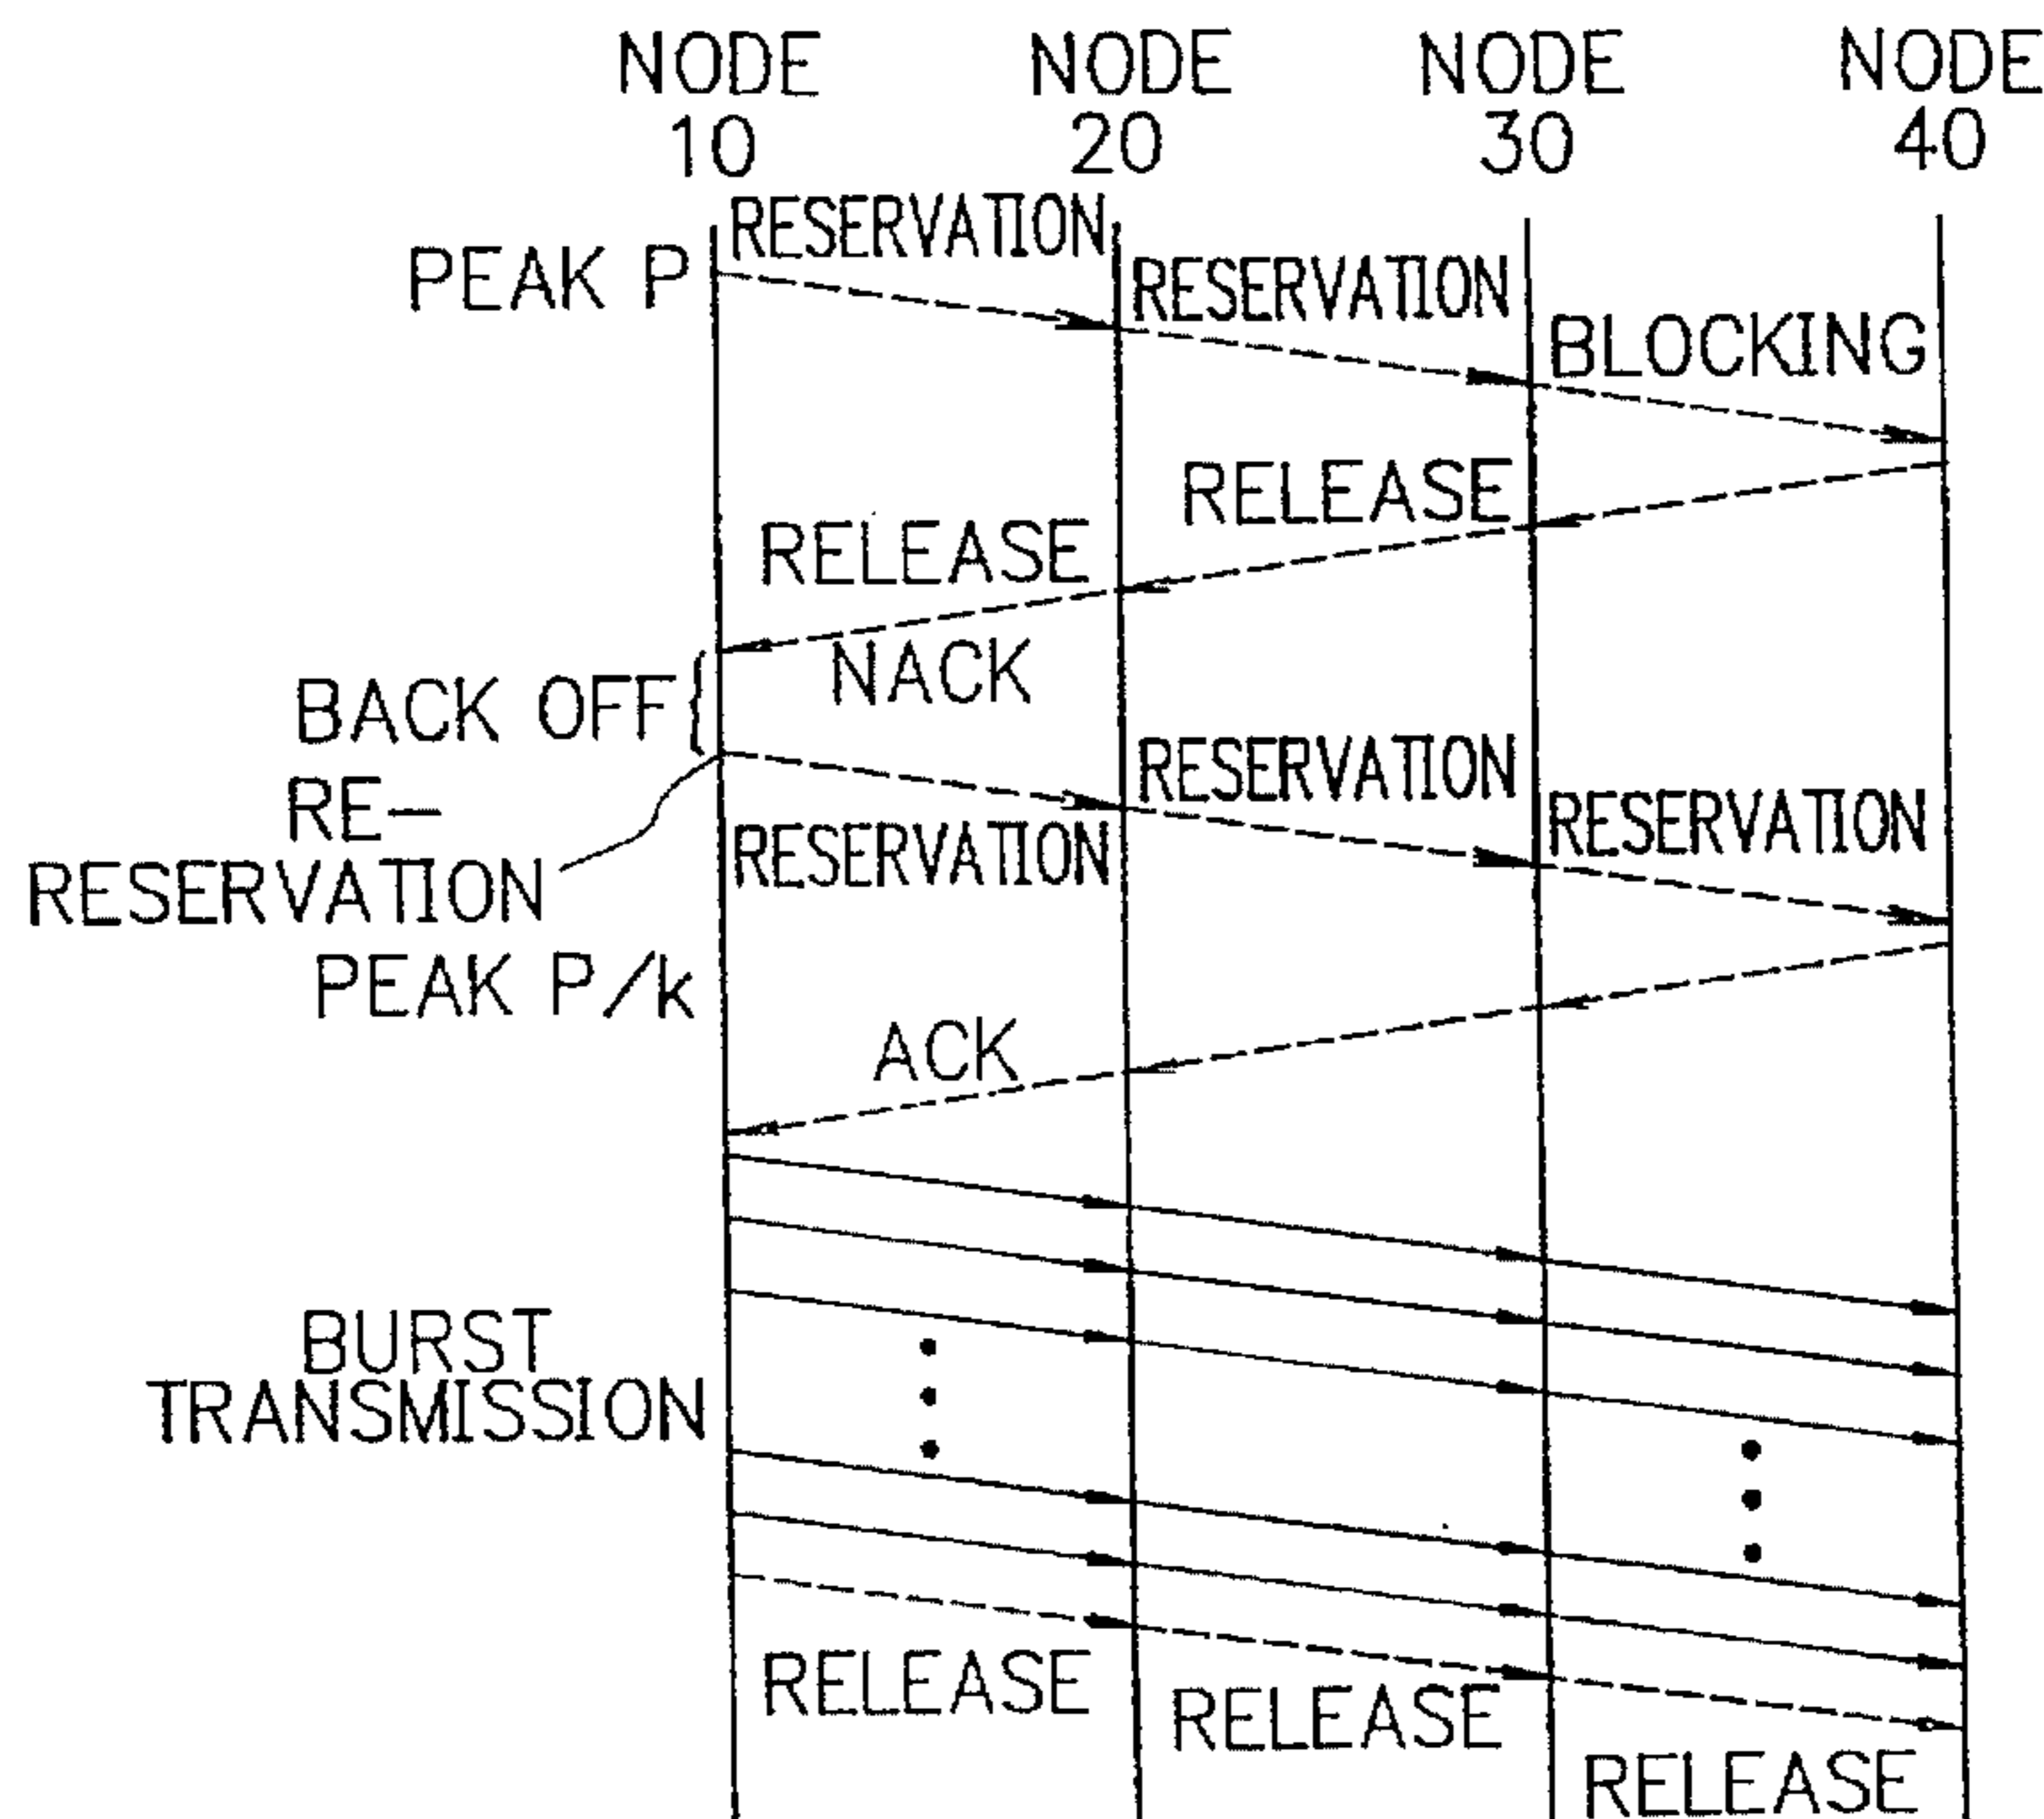 NODE NODE NODE NODE
10 20 30 40
RESERVATION
PEAK P
RESERVATION
BLOCKING
RELEASE
RELEASE
NACK
BACK OFF
RESERVATION
RE-
RESERVATION
RESERVATION
RESERVATION
PEAK P/k
ACK
BURST
TRANSMISSION
RELEASE
RELEASE
RELEASE